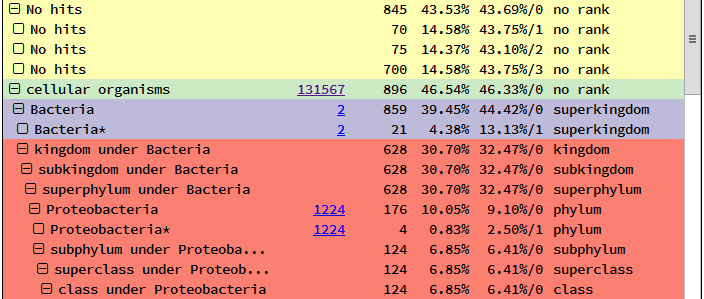 No hits 845 43.53% 43.69%/0 no rank
No hits 70 14.58% 43.75%/1 no rank
No hits 75 14.37% 43.10%/2 no rank
No hits 700 14.58% 43.75%/3 no rank
cellular organisms 131567 896 46.54% 46.33%/0 no rank
Bacteria 2 859 39.45% 44.42%/0 superkingdom
Bacteria* 2 21 4.38% 13.13%/1 superkingdom
kingdom under Bacteria 628 30.70% 32.47%/0 kingdom
subkingdom under Bacteria 628 30.70% 32.47%/0 subkingdom
superphylum under Bacteria 628 30.70% 32.47%/0 superphylum
Proteobacteria 1224 176 10.05% 9.10%/0 phylum
Proteobacteria* 1224 4 0.83% 2.50%/1 phylum
subphylum under Proteoba... 124 6.85% 6.41%/0 subphylum
superclass under Proteob... 124 6.85% 6.41%/0 superclass
class under Proteobacteria 124 6.85% 6.41%/0 class